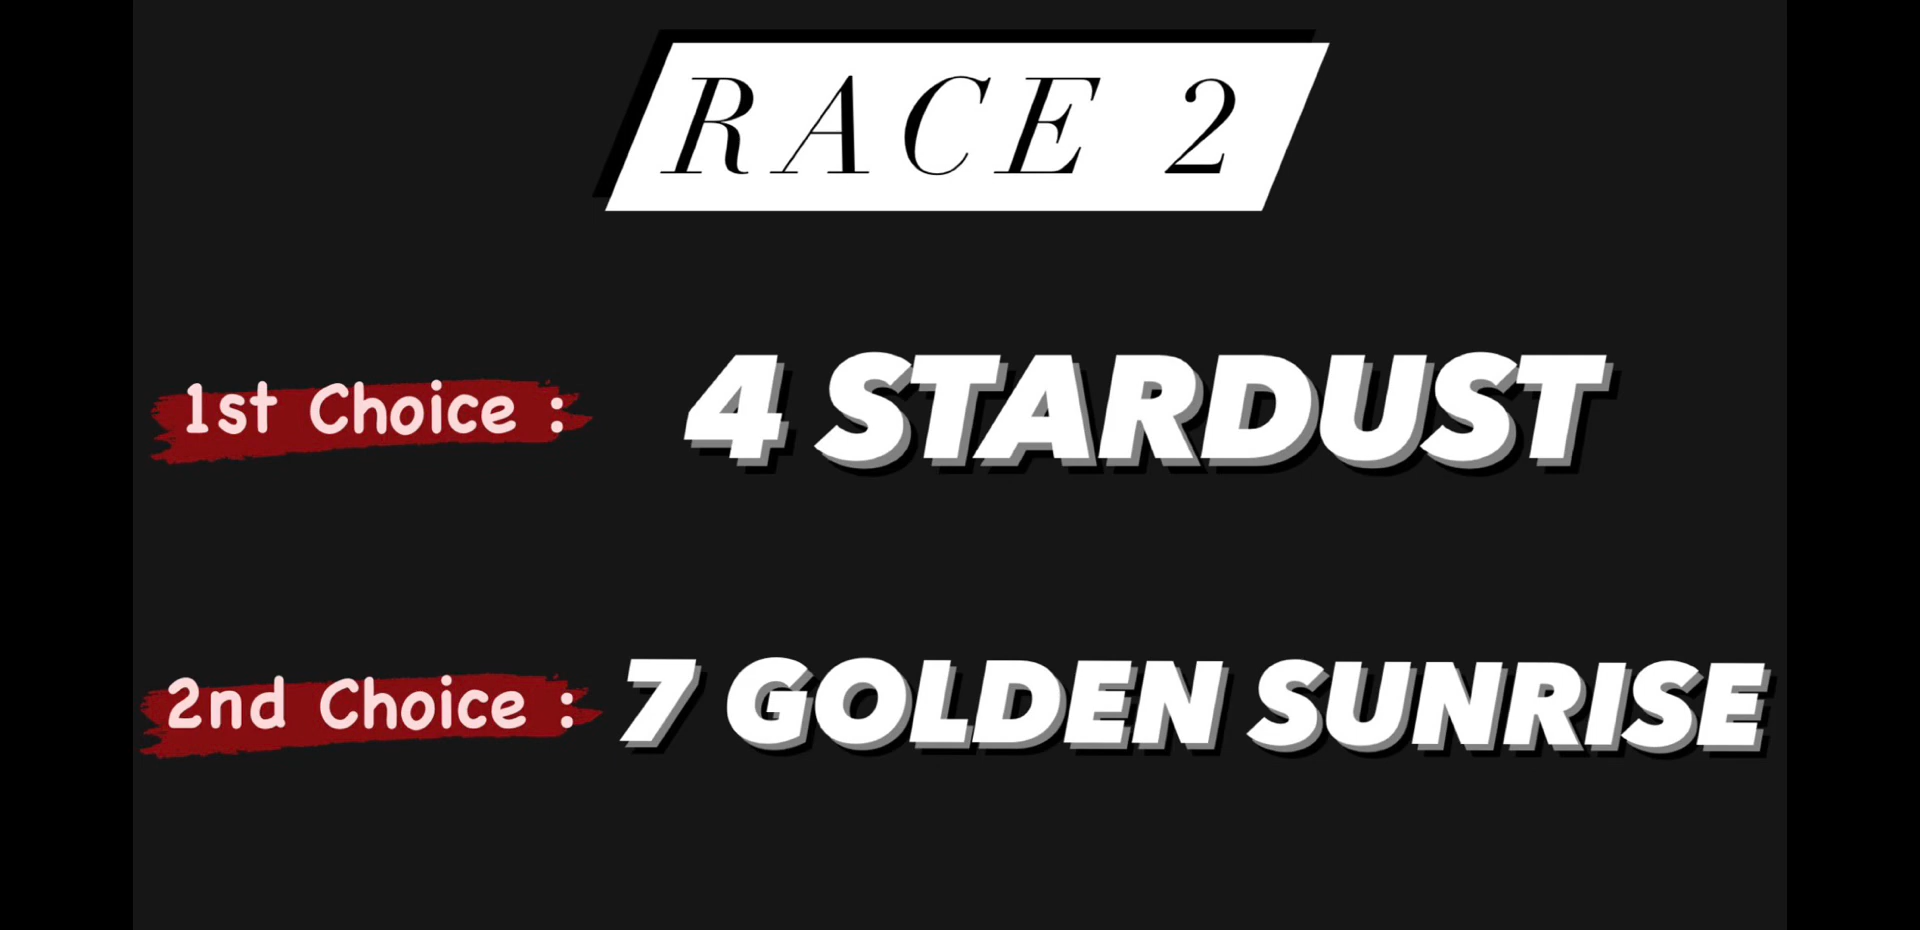 RACE 2
1st Choice : 4 STARDUST
2nd Choice : 7 GOLDEN SUNRISE